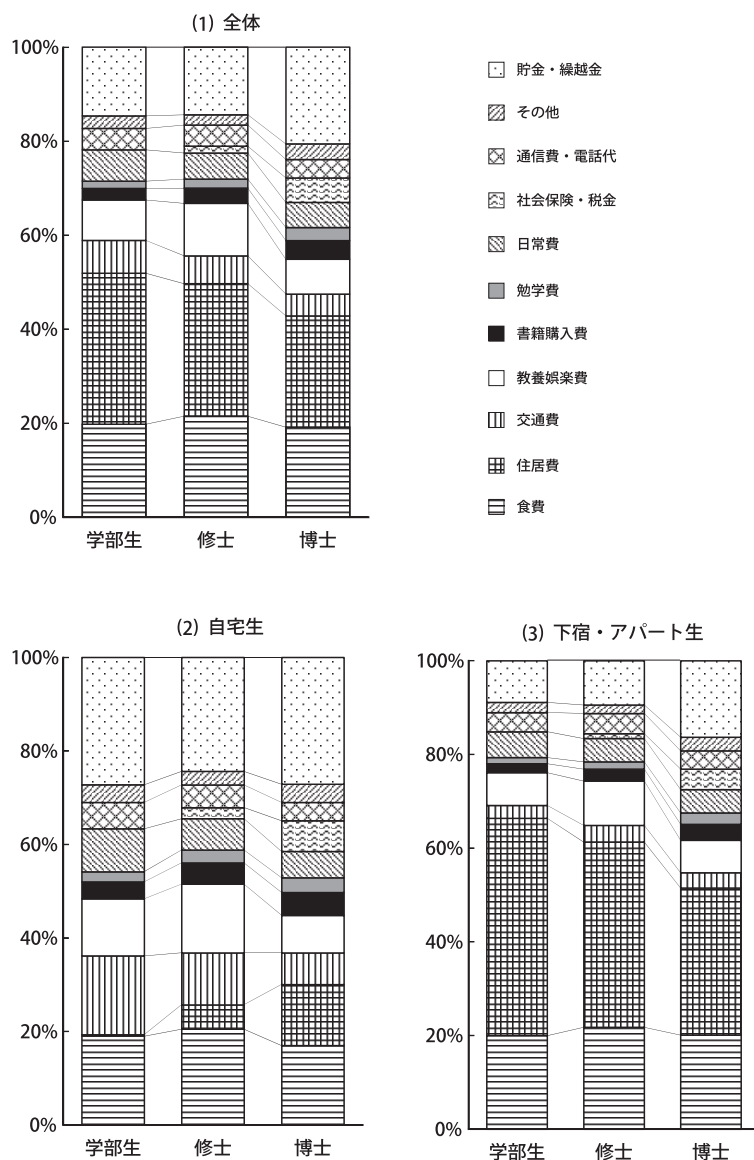 (1) 全体
100%
80%
60%
40%
20%
0%
学部生 修士 博士
貯金・繰越金
その他
通信費・電話代
社会保険・税金
日常費
勉学費
書籍購入費
教養娯楽費
交通費
住居費
食費
(2) 自宅生
100%
80%
60%
40%
20%
0%
学部生 修士 博士
(3) 下宿・アパート生
100%
80%
60%
40%
20%
0%
学部生 修士 博士